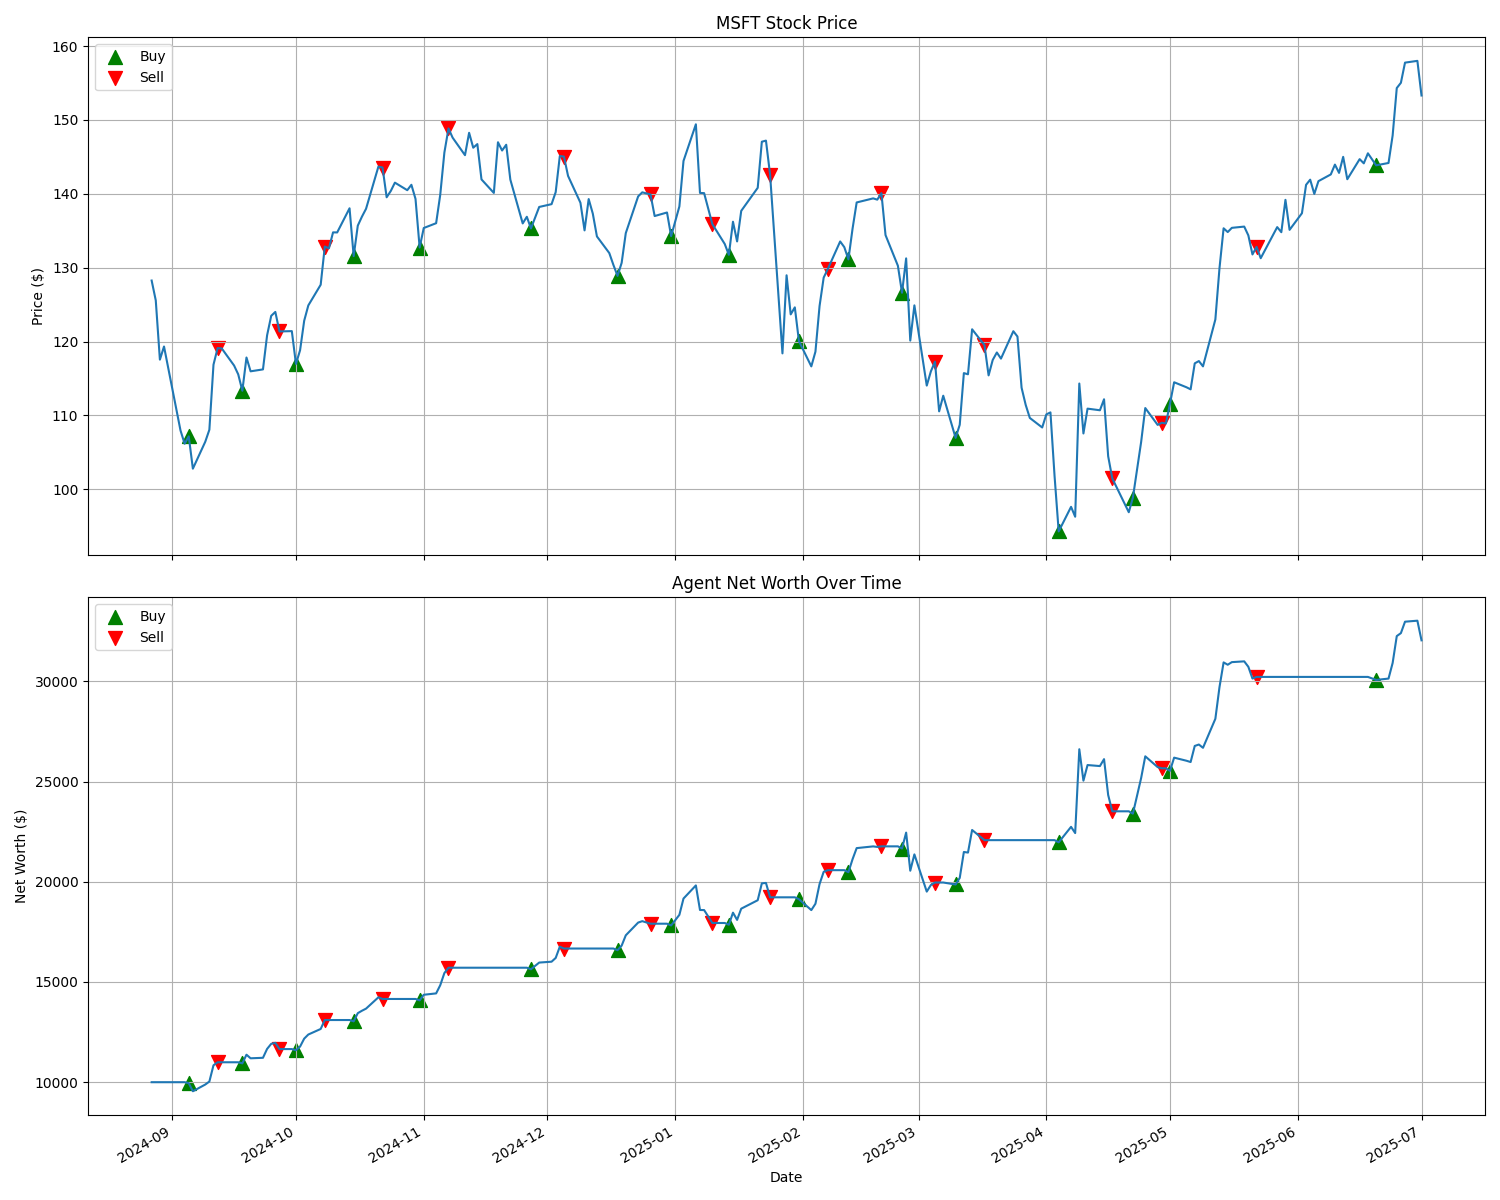 MSFT Stock Price
Buy
Sell
160
150
140
130
120
110
100
Price ($)
Agent Net Worth Over Time
Buy
Sell
30000
25000
20000
15000
10000
Net Worth ($)
2024-09
2024-10
2024-11
2024-12
2025-01
2025-02
2025-03
2025-04
2025-05
2025-06
2025-07
Date